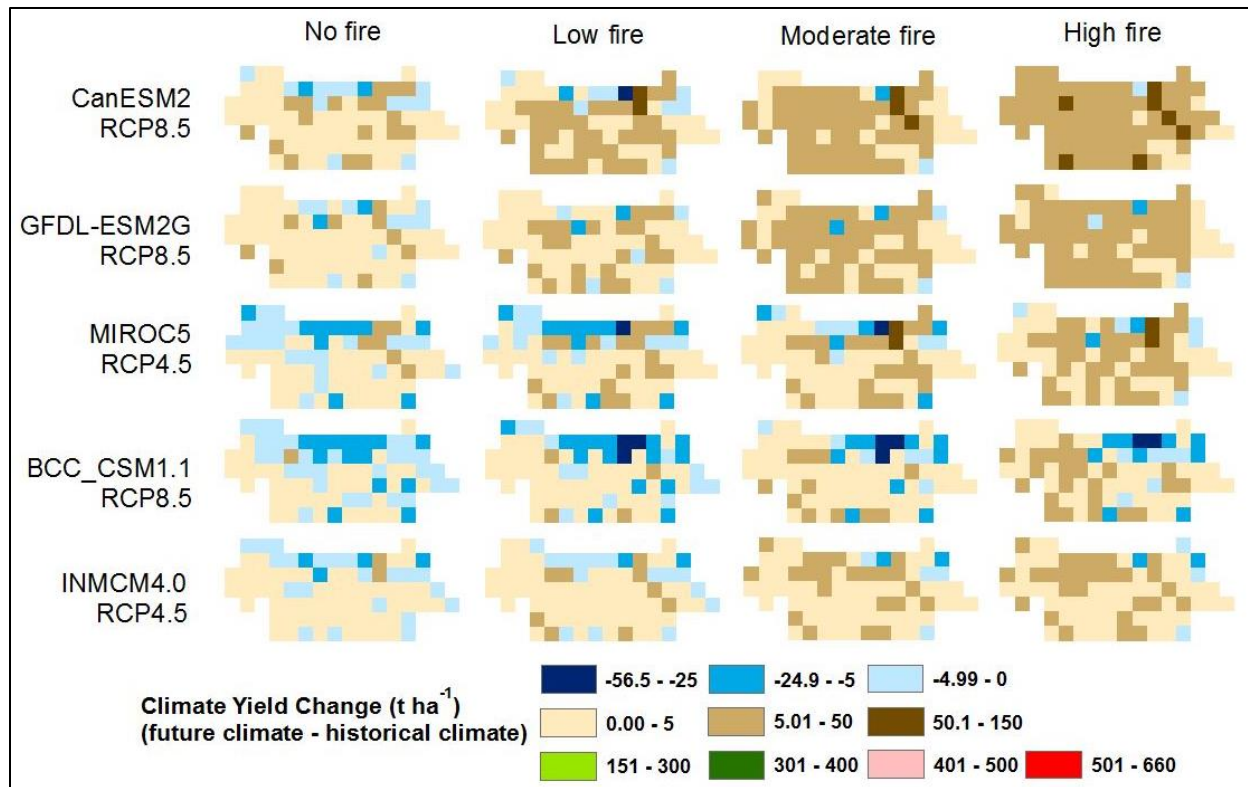 No fire
Low fire
Moderate fire
High fire
CanESM2
RCP8.5
GFDL-ESM2G
RCP8.5
MIROC5
RCP4.5
BCC_CSM1.1
RCP8.5
INMCM4.0
RCP4.5
Climate Yield Change (t ha-1)
(future climate - historical climate)
-56.5 - -25
-24.9 - -5
-4.99 - 0
0.00 - 5
5.01 - 50
50.1 - 150
151 - 300
301 - 400
401 - 500
501 - 660